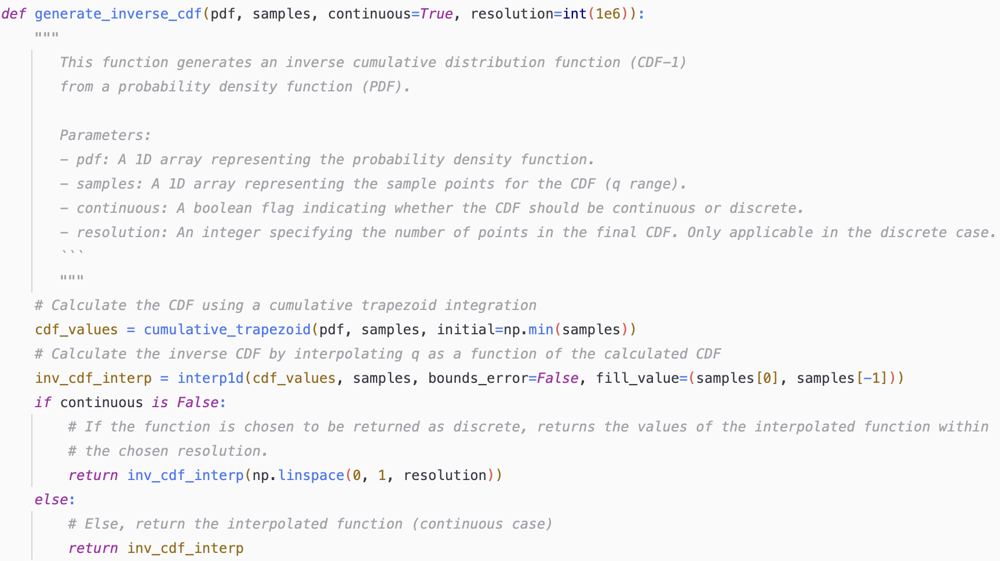 def generate_inverse_cdf(pdf, samples, continuous=True, resolution=int(1e6)):
    """
       This function generates an inverse cumulative distribution function (CDF-1)
       from a probability density function (PDF).

       Parameters:
       - pdf: A 1D array representing the probability density function.
       - samples: A 1D array representing the sample points for the CDF (q range).
       - continuous: A boolean flag indicating whether the CDF should be continuous or discrete.
       - resolution: An integer specifying the number of points in the final CDF. Only applicable in the discrete case.
       ```
       """
    # Calculate the CDF using a cumulative trapezoid integration
    cdf_values = cumulative_trapezoid(pdf, samples, initial=np.min(samples))
    # Calculate the inverse CDF by interpolating q as a function of the calculated CDF
    inv_cdf_interp = interp1d(cdf_values, samples, bounds_error=False, fill_value=(samples[0], samples[-1]))
    if continuous is False:
        # If the function is chosen to be returned as discrete, returns the values of the interpolated function within
        # the chosen resolution.
        return inv_cdf_interp(np.linspace(0, 1, resolution))
    else:
        # Else, return the interpolated function (continuous case)
        return inv_cdf_interp